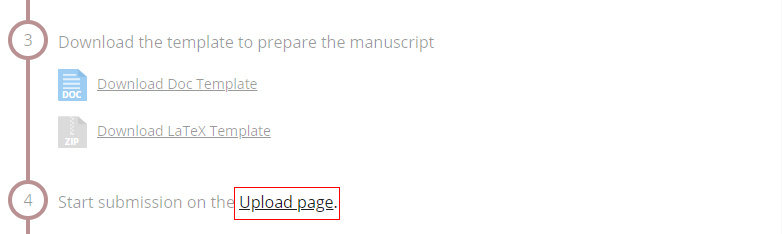 3
Download the template to prepare the manuscript
DOC
Download Doc Template
ZIP
Download LaTeX Template
4
Start submission on the Upload page.